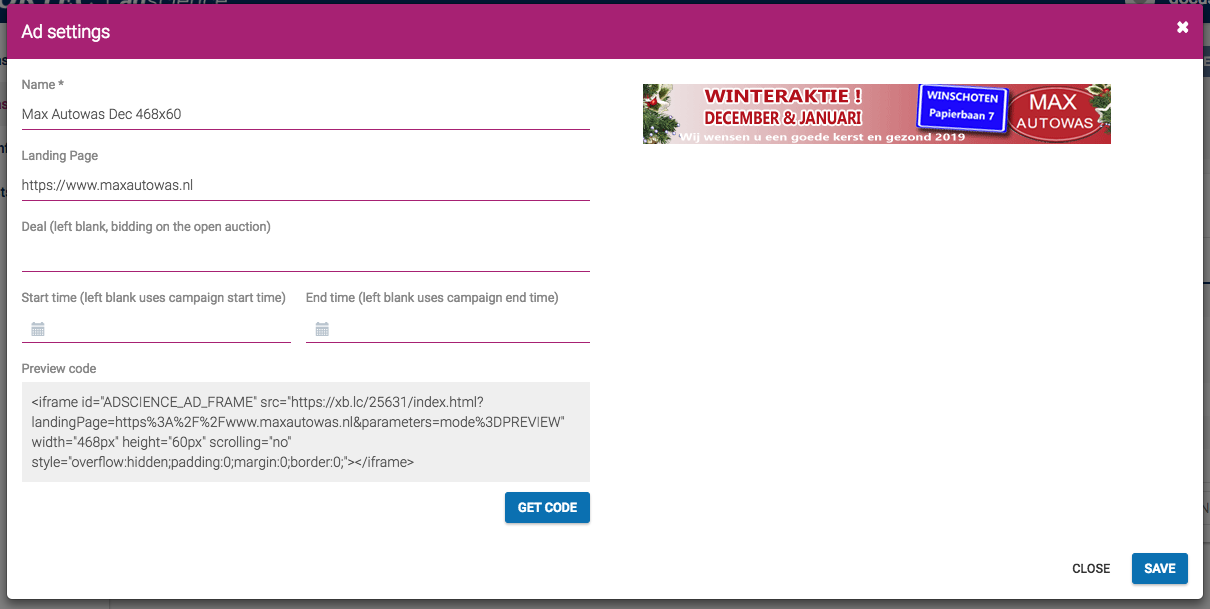 Ad settings
Name *
Max Autowas Dec 468x60
Landing Page
https://www.maxautowas.nl
Deal (left blank, bidding on the open auction)
Start time (left blank uses campaign start time)
End time (left blank uses campaign end time)
Preview code
<iframe id="ADSCIENCE_AD_FRAME" src="https://xb.lc/25631/index.html?
landingPage=https%3A%2F%2Fwww.maxautowas.nl&parameters=mode%3DPREVIEW"
width="468px" height="60px" scrolling="no"
style="overflow:hidden;padding:0;margin:0;border:0;"></iframe>
GET CODE
WINTERAKTIE !
DECEMBER & JANUARI
Wij wensen u een goede kerst en gezond 2019
WINSCHOTEN
Papierbaan 7
MAX
AUTOWAS
CLOSE
SAVE